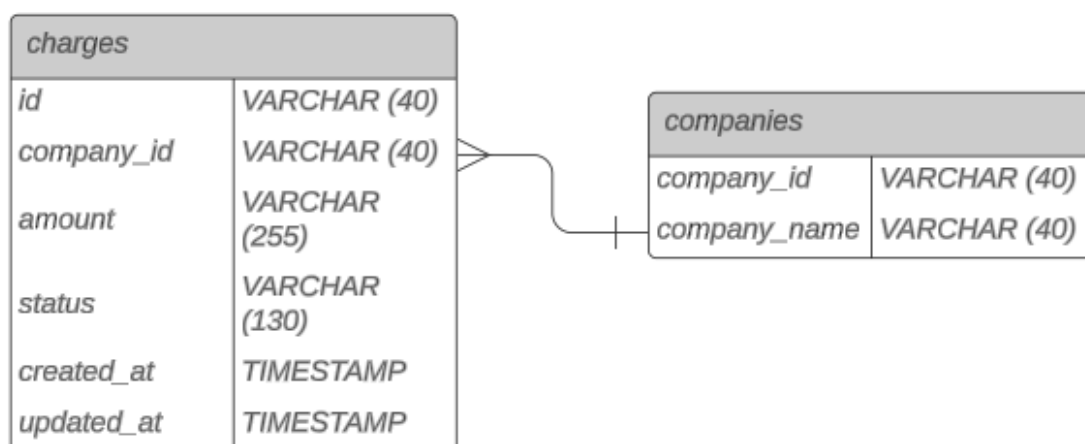 charges
id VARCHAR (40)
company_id VARCHAR (40)
amount VARCHAR
(255)
status VARCHAR
(130)
created_at TIMESTAMP
updated_at TIMESTAMP
companies
company_id VARCHAR (40)
company_name VARCHAR (40)